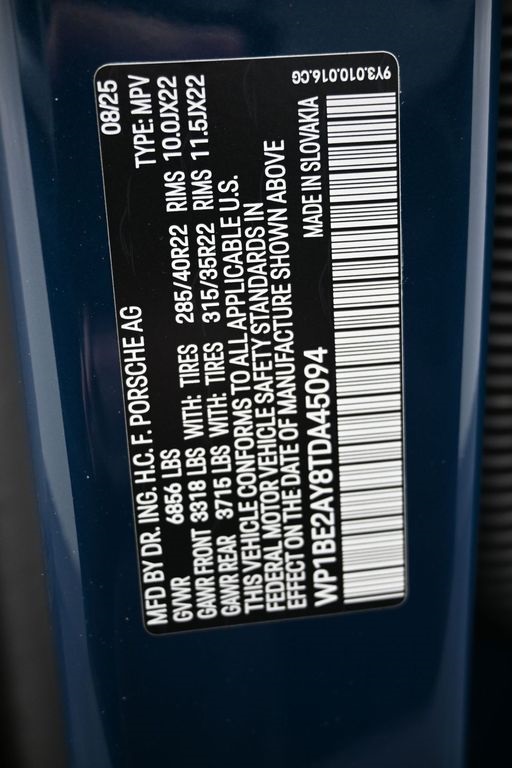 MFD BY DR. ING. H.C. F. PORSCHE AG 08/25
GVWR 6856 LBS TYPE: MPV
GAWR FRONT 3318 LBS WITH: TIRES 285/40R22 RIMS 10.0JX22
GAWR REAR 3715 LBS WITH: TIRES 315/35R22 RIMS 11.5JX22
THIS VEHICLE CONFORMS TO ALL APPLICABLE U.S.
FEDERAL MOTOR VEHICLE SAFETY STANDARDS IN
EFFECT ON THE DATE OF MANUFACTURE SHOWN ABOVE
WP1BE2AY8TDA45094 MADE IN SLOVAKIA
9Y3.010.016.CG